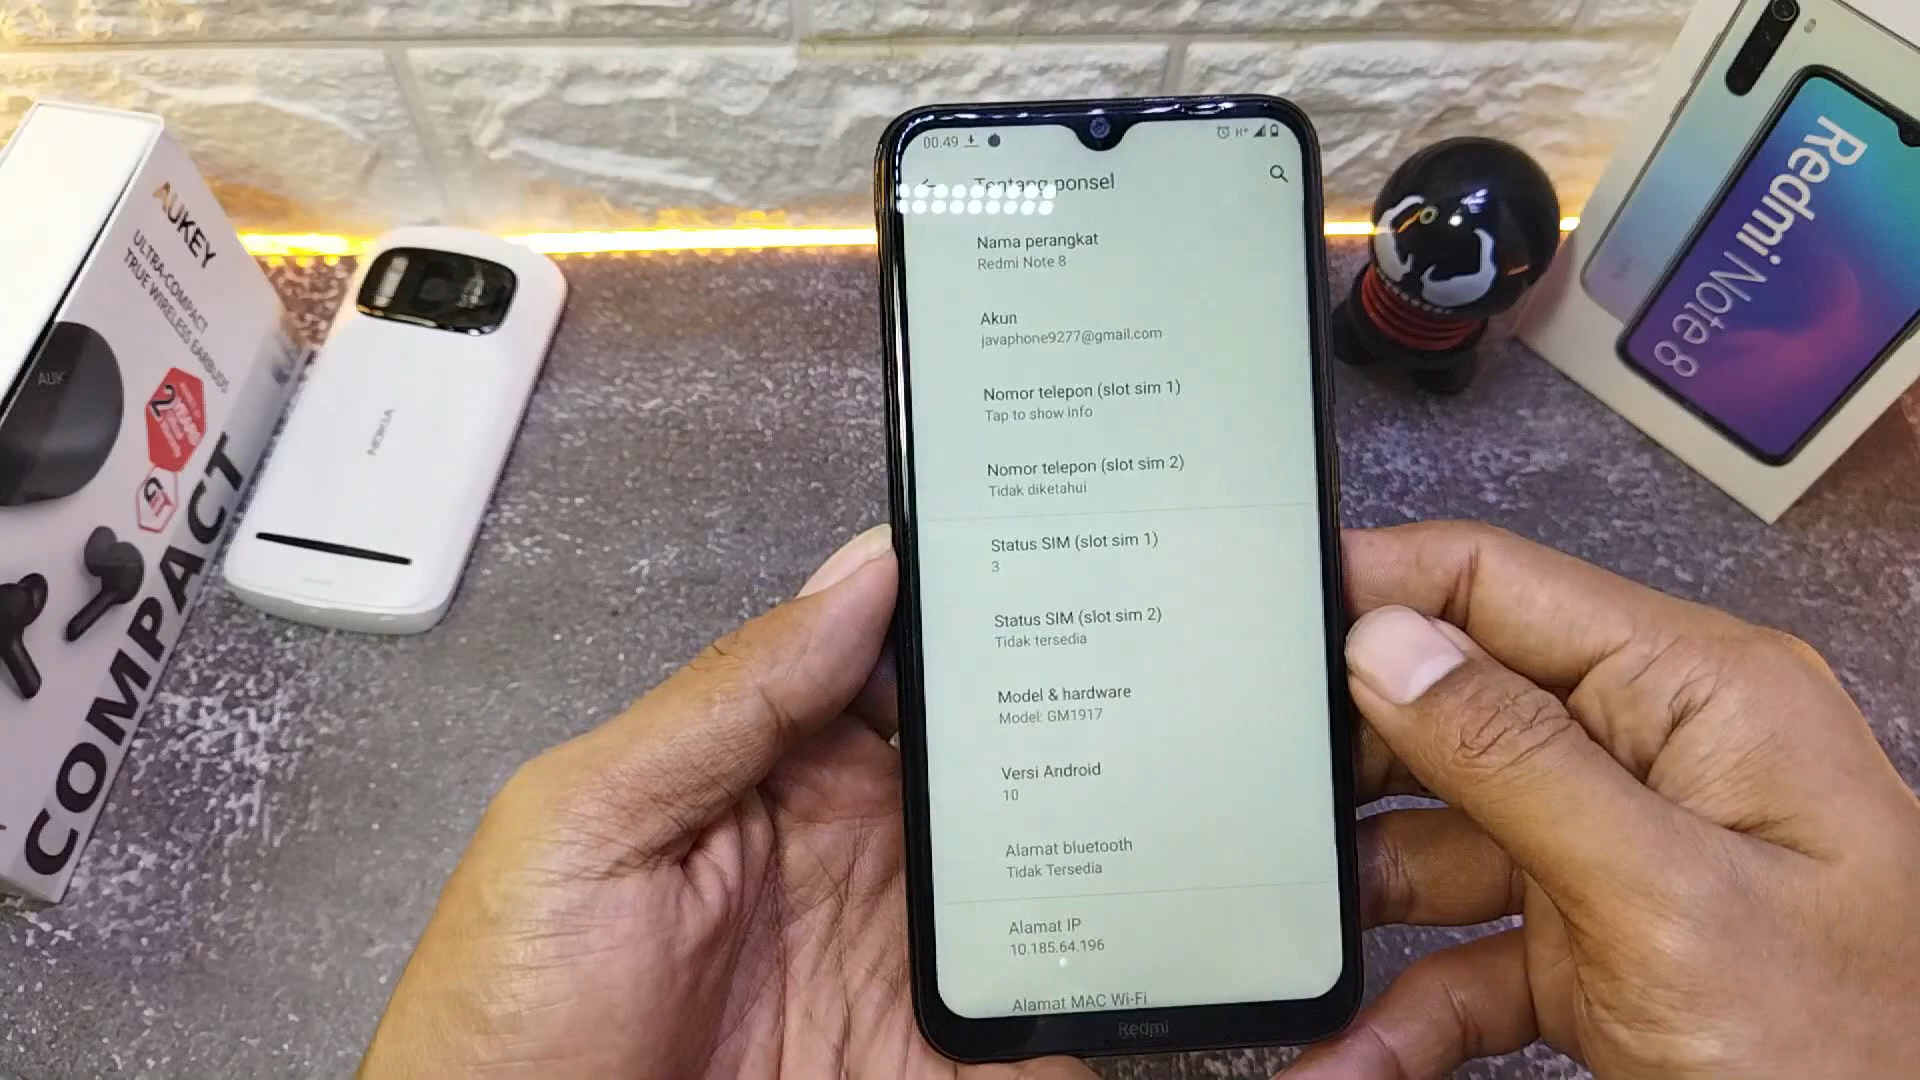 00.49
H+
Tentang ponsel
Nama perangkat
Redmi Note 8
Akun
javaphone9277@gmail.com
Nomor telepon (slot sim 1)
Tap to show info
Nomor telepon (slot sim 2)
Tidak diketahui
Status SIM (slot sim 1)
3
Status SIM (slot sim 2)
Tidak tersedia
Model & hardware
Model: GM1917
Versi Android
10
Alamat bluetooth
Tidak Tersedia
Alamat IP
10.185.64.196
Alamat MAC Wi-Fi
Redmi
AUKEY
ULTRA-COMPACT
TRUE WIRELESS EARBUDS
AUK
2
YEARS
COMPACT
NOKIA
Redmi Note 8